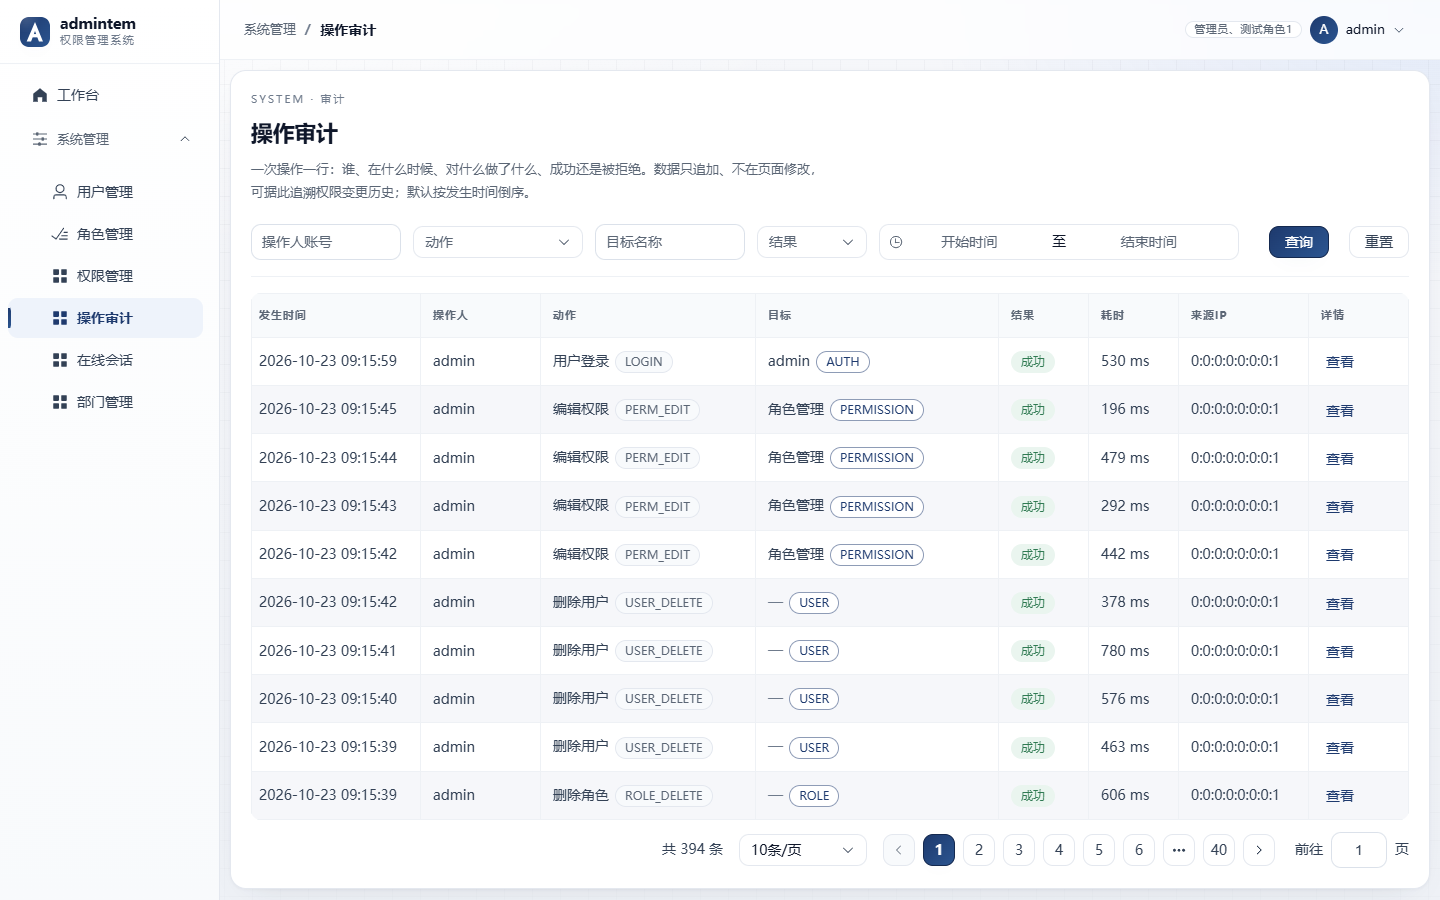 admintem
权限管理系统
工作台
系统管理
用户管理
角色管理
权限管理
操作审计
在线会话
部门管理
系统管理 / 操作审计
管理员、测试角色1 A admin
SYSTEM · 审计
操作审计
一次操作一行：谁、在什么时候、对什么做了什么、成功还是被拒绝。数据只追加、不在页面修改，
可据此追溯权限变更历史；默认按发生时间倒序。
操作人账号 动作 目标名称 结果 开始时间 至 结束时间 查询 重置
发生时间 操作人 动作 目标 结果 耗时 来源IP 详情
2026-10-23 09:15:59 admin 用户登录 LOGIN admin AUTH 成功 530 ms 0:0:0:0:0:0:0:1 查看
2026-10-23 09:15:45 admin 编辑权限 PERM_EDIT 角色管理 PERMISSION 成功 196 ms 0:0:0:0:0:0:0:1 查看
2026-10-23 09:15:44 admin 编辑权限 PERM_EDIT 角色管理 PERMISSION 成功 479 ms 0:0:0:0:0:0:0:1 查看
2026-10-23 09:15:43 admin 编辑权限 PERM_EDIT 角色管理 PERMISSION 成功 292 ms 0:0:0:0:0:0:0:1 查看
2026-10-23 09:15:42 admin 编辑权限 PERM_EDIT 角色管理 PERMISSION 成功 442 ms 0:0:0:0:0:0:0:1 查看
2026-10-23 09:15:42 admin 删除用户 USER_DELETE — USER 成功 378 ms 0:0:0:0:0:0:0:1 查看
2026-10-23 09:15:41 admin 删除用户 USER_DELETE — USER 成功 780 ms 0:0:0:0:0:0:0:1 查看
2026-10-23 09:15:40 admin 删除用户 USER_DELETE — USER 成功 576 ms 0:0:0:0:0:0:0:1 查看
2026-10-23 09:15:39 admin 删除用户 USER_DELETE — USER 成功 463 ms 0:0:0:0:0:0:0:1 查看
2026-10-23 09:15:39 admin 删除角色 ROLE_DELETE — ROLE 成功 606 ms 0:0:0:0:0:0:0:1 查看
共 394 条 10条/页 1 2 3 4 5 6 ••• 40 前往 1 页